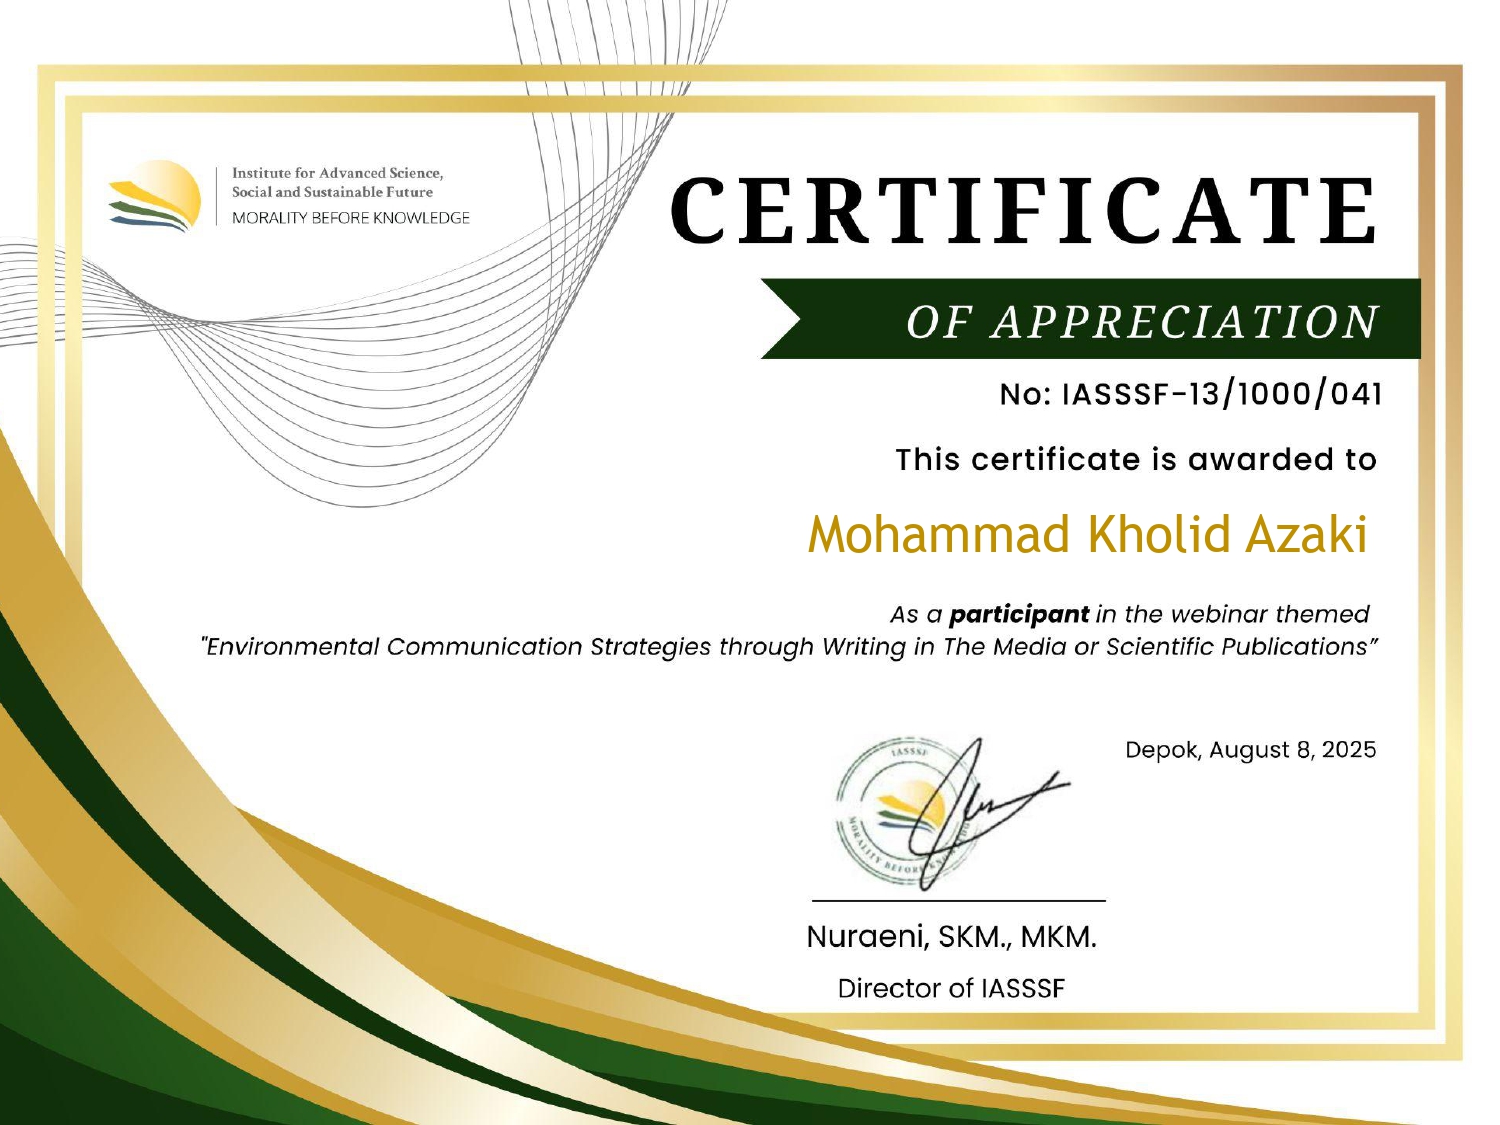 Institute for Advanced Science,
Social and Sustainable Future
MORALITY BEFORE KNOWLEDGE
CERTIFICATE
OF APPRECIATION
No: IASSSF-13/1000/041
This certificate is awarded to
Mohammad Kholid Azaki
As a participant in the webinar themed
"Environmental Communication Strategies through Writing in The Media or Scientific Publications”
Depok, August 8, 2025
IASSSF
MORALITY BEFORE
Nuraeni, SKM., MKM.
Director of IASSSF